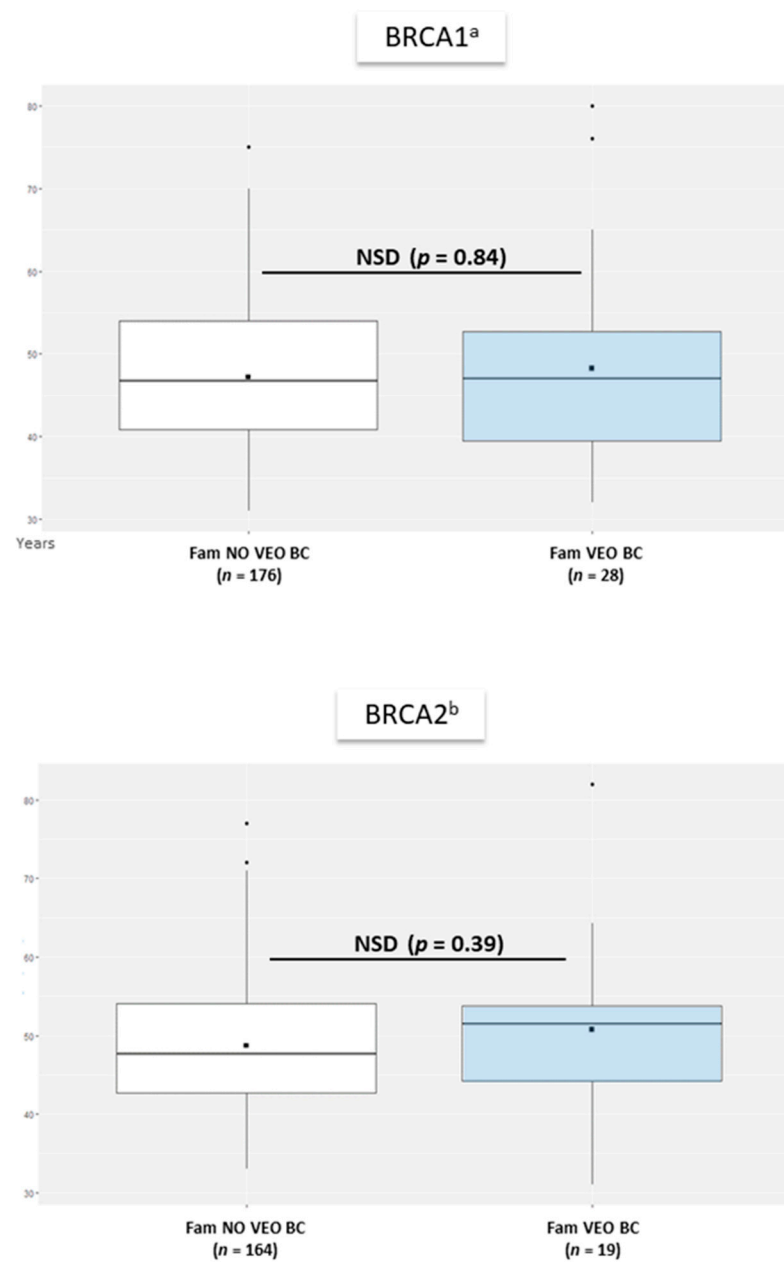 BRCA1ᵃ
80
70
NSD (p = 0.84)
60
50
40
30
Years
Fam NO VEO BC
Fam VEO BC
(n = 176)
(n = 28)
BRCA2ᵇ
80
70
NSD (p = 0.39)
60
50
40
30
Fam NO VEO BC
Fam VEO BC
(n = 164)
(n = 19)